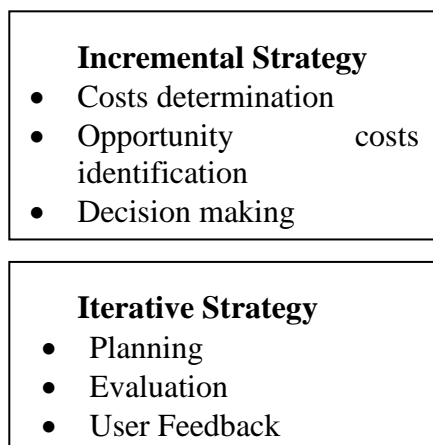 Incremental Strategy
• Costs determination
• Opportunity costs
identification
• Decision making
Iterative Strategy
• Planning
• Evaluation
• User Feedback